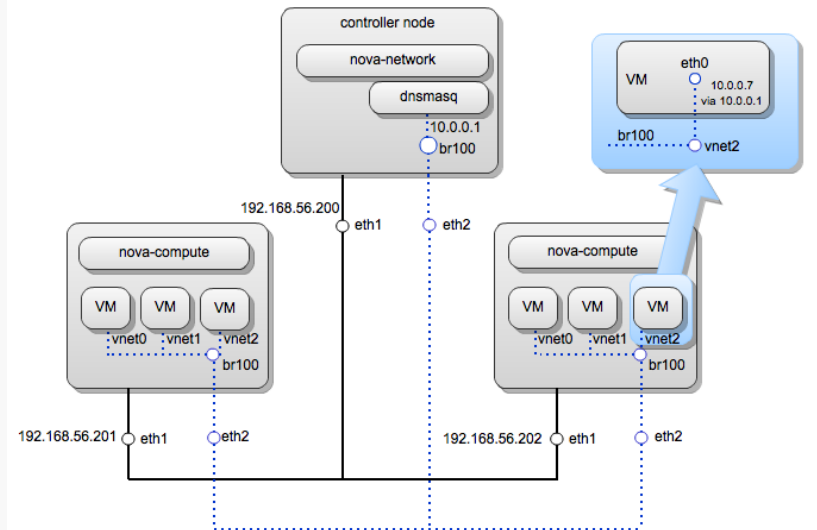 controller node
nova-network
dnsmasq
10.0.0.1
br100
eth0
VM
10.0.0.7
via 10.0.0.1
br100
vnet2
192.168.56.200
eth1
eth2
nova-compute
VM
VM
VM
vnet0
vnet1
vnet2
br100
192.168.56.201
eth1
eth2
nova-compute
VM
VM
VM
vnet0
vnet1
vnet2
br100
192.168.56.202
eth1
eth2